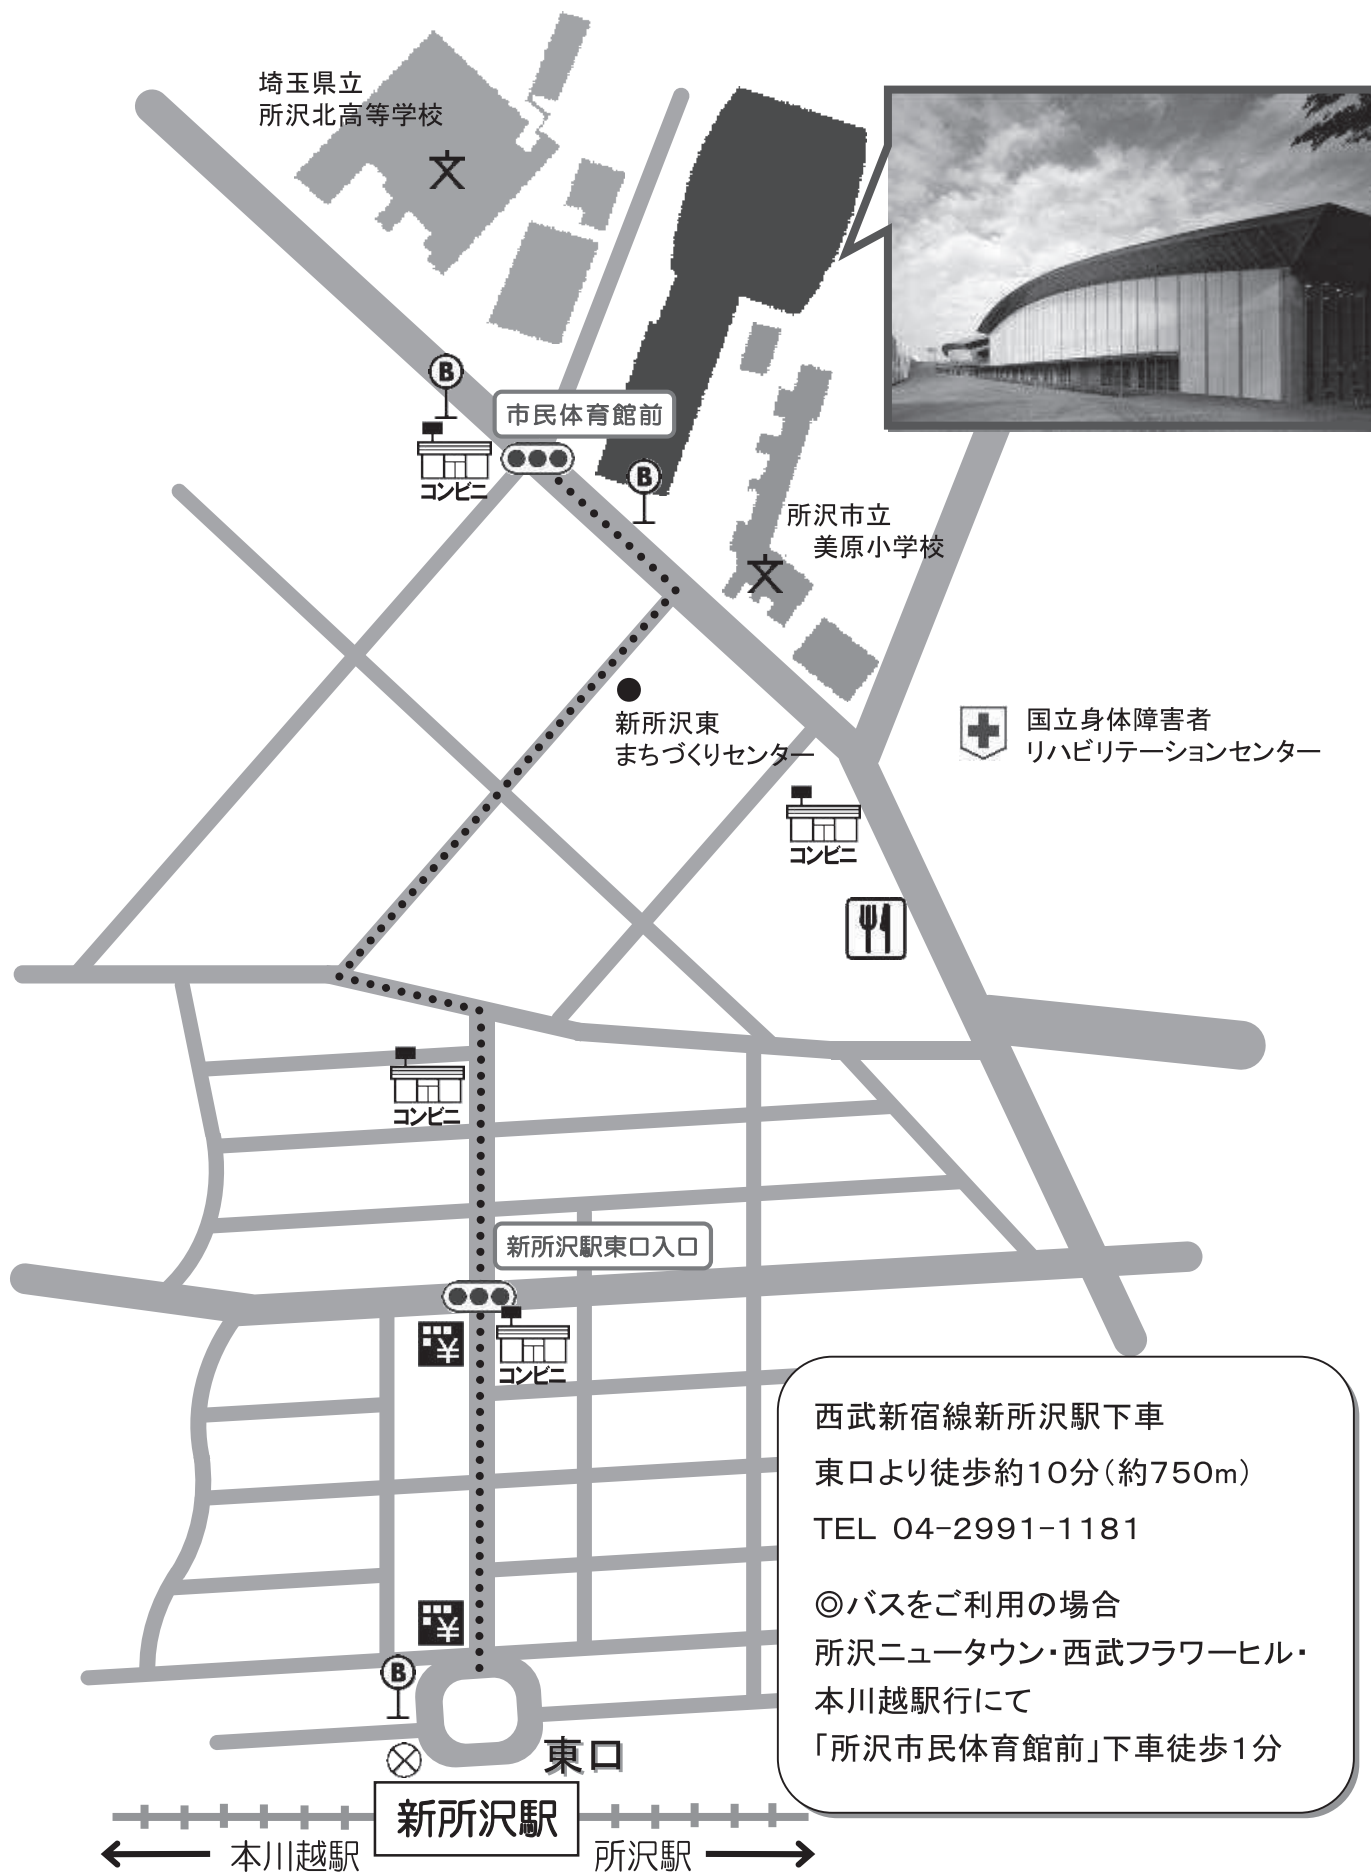 埼玉県立
所沢北高等学校
文
B
市民体育館前
コンビニ
B
所沢市立
美原小学校
文
新所沢東
まちづくりセンター
国立身体障害者
リハビリテーションセンター
コンビニ
コンビニ
新所沢駅東口入口
¥
コンビニ
西武新宿線新所沢駅下車
東口より徒歩約10分(約750m)
TEL 04-2991-1181
◎バスをご利用の場合
所沢ニュータウン・西武フラワーヒル・
本川越駅行にて
「所沢市民体育館前」下車徒歩1分
¥
B
東口
新所沢駅
本川越駅
所沢駅